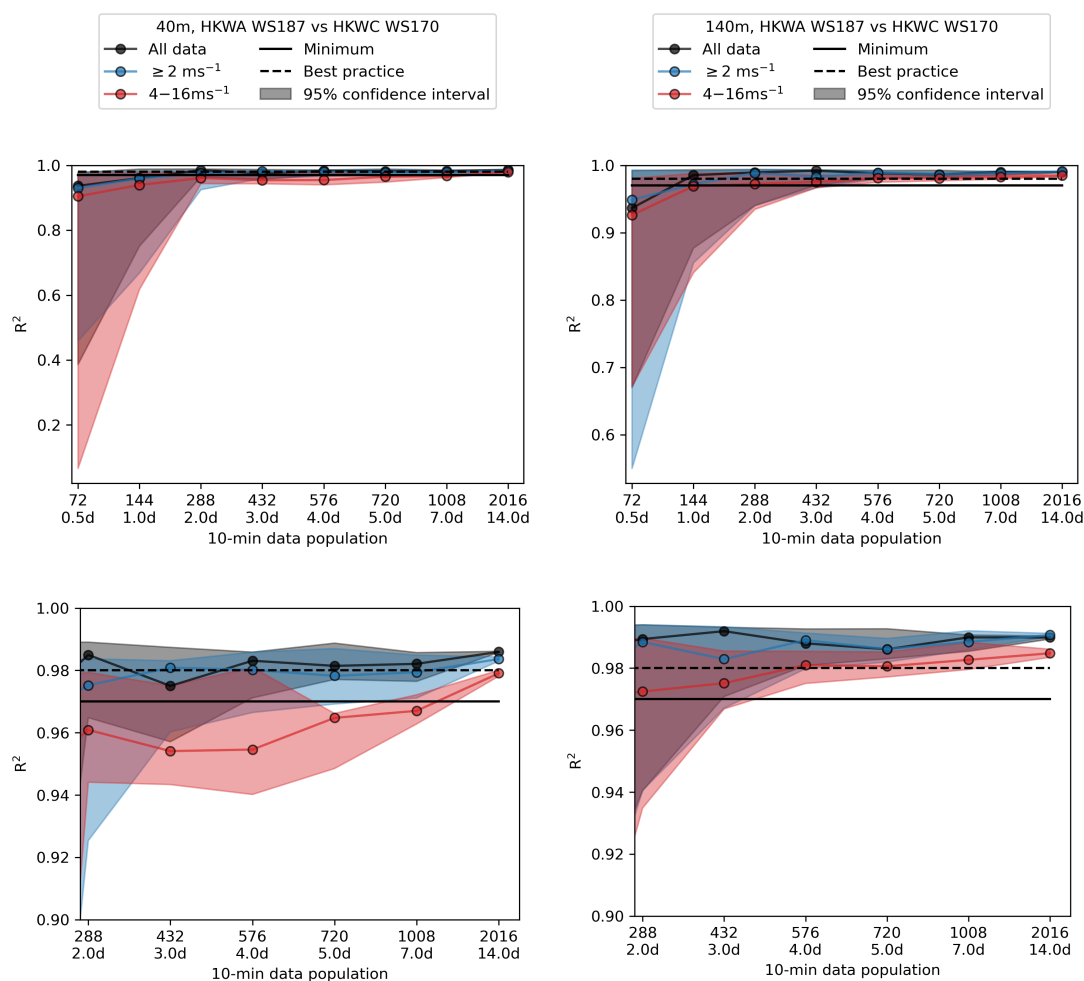 40m, HKWA WS187 vs HKWC WS170
All data
≥2 ms⁻¹
4−16ms⁻¹
Minimum
Best practice
95% confidence interval
140m, HKWA WS187 vs HKWC WS170
All data
≥2 ms⁻¹
4−16ms⁻¹
Minimum
Best practice
95% confidence interval
1.0
0.8
0.6
0.4
0.2
R²
72 144 288 432 576 720 1008 2016
0.5d 1.0d 2.0d 3.0d 4.0d 5.0d 7.0d 14.0d
10-min data population
1.0
0.9
0.8
0.7
0.6
R²
72 144 288 432 576 720 1008 2016
0.5d 1.0d 2.0d 3.0d 4.0d 5.0d 7.0d 14.0d
10-min data population
1.00
0.98
0.96
0.94
0.92
0.90
R²
288 432 576 720 1008 2016
2.0d 3.0d 4.0d 5.0d 7.0d 14.0d
10-min data population
1.00
0.98
0.96
0.94
0.92
0.90
R²
288 432 576 720 1008 2016
2.0d 3.0d 4.0d 5.0d 7.0d 14.0d
10-min data population